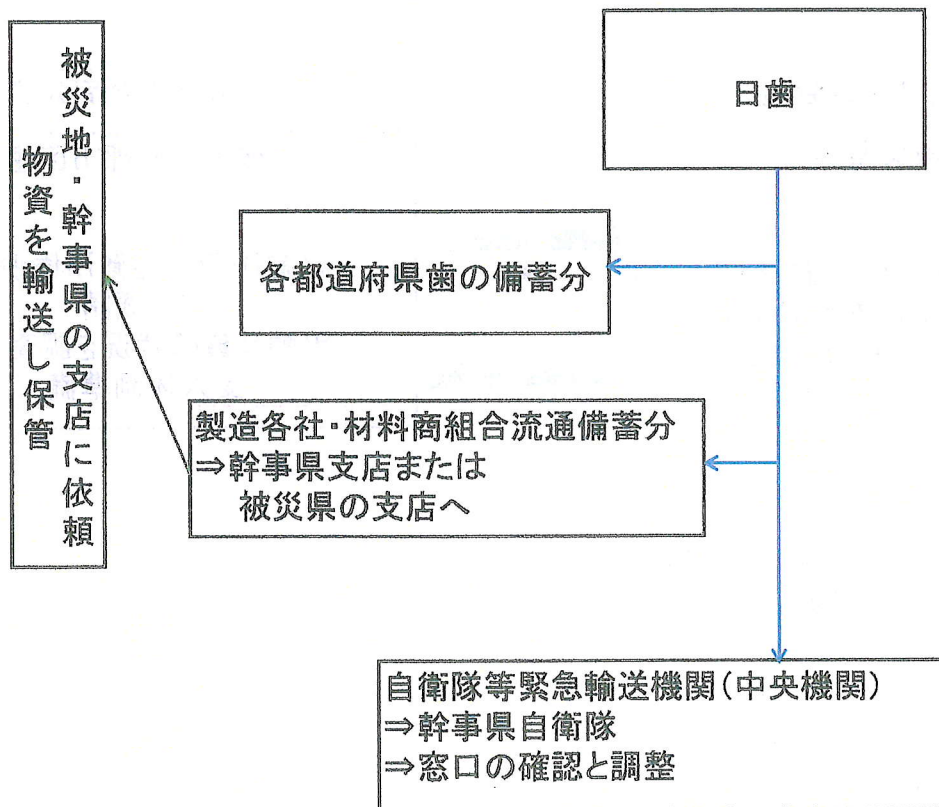 日歯
被災地・幹事県の支店に依頼
物資を輸送し保管
各都道府県歯の備蓄分
製造各社・材料商組合流通備蓄分
⇒幹事県支店または
被災県の支店へ
自衛隊等緊急輸送機関（中央機関）
⇒幹事県自衛隊
⇒窓口の確認と調整